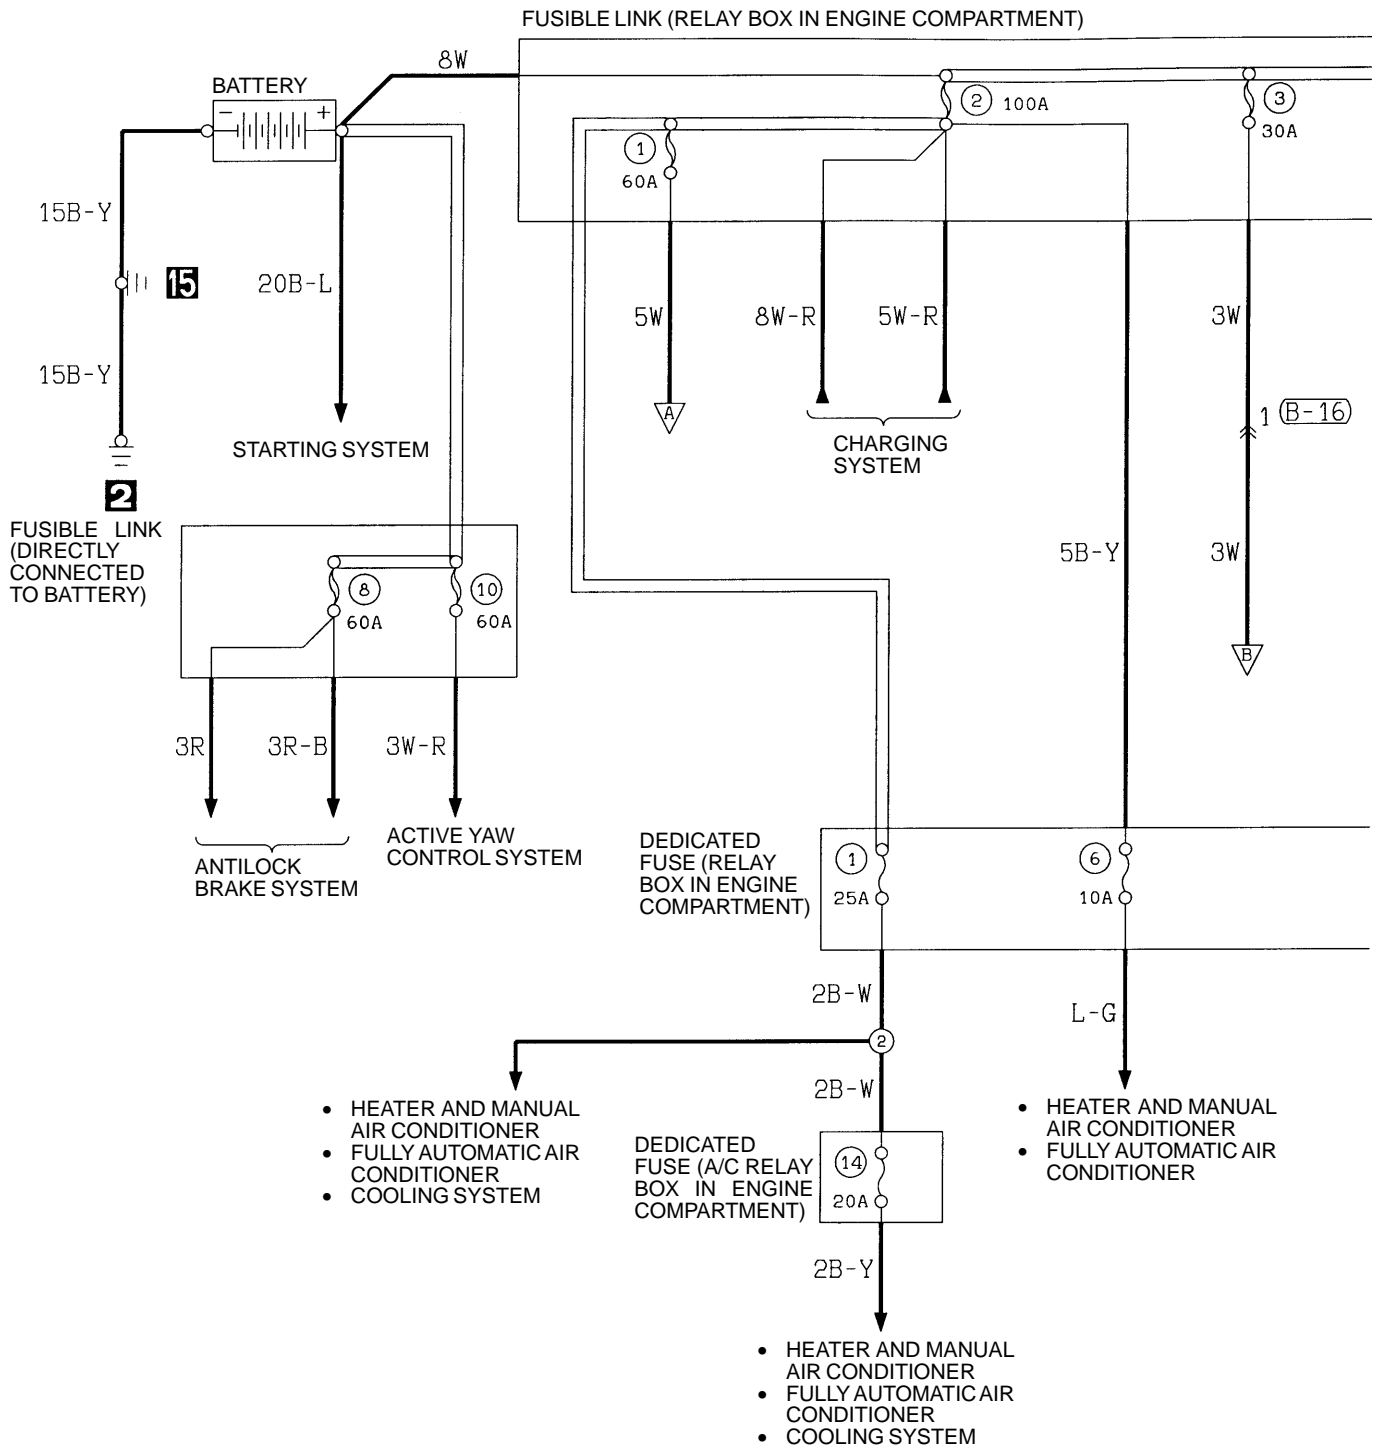 FUSIBLE LINK (RELAY BOX IN ENGINE COMPARTMENT)
8W
BATTERY
- +
2 100A
3
30A
1
60A
15B-Y
15
20B-L
5W
8W-R
5W-R
3W
15B-Y
A
1 B-16
STARTING SYSTEM
CHARGING
SYSTEM
2
FUSIBLE LINK
(DIRECTLY
CONNECTED
TO BATTERY)
5B-Y
3W
8
60A
10
60A
B
3R
3R-B
3W-R
ANTILOCK
BRAKE SYSTEM
ACTIVE YAW
CONTROL SYSTEM
DEDICATED
FUSE (RELAY
BOX IN ENGINE
COMPARTMENT)
1
25A
6
10A
2B-W
L-G
2
2B-W
• HEATER AND MANUAL
AIR CONDITIONER
• FULLY AUTOMATIC AIR
CONDITIONER
• COOLING SYSTEM
DEDICATED
FUSE (A/C RELAY
BOX IN ENGINE
COMPARTMENT)
14
20A
• HEATER AND MANUAL
AIR CONDITIONER
• FULLY AUTOMATIC AIR
CONDITIONER
2B-Y
• HEATER AND MANUAL
AIR CONDITIONER
• FULLY AUTOMATIC AIR
CONDITIONER
• COOLING SYSTEM